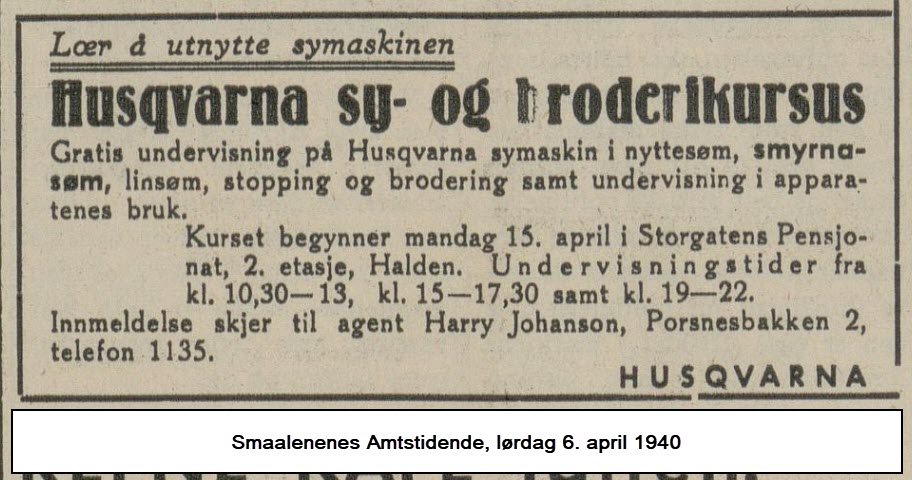 Lær å utnytte symaskinen
Husqvarna sy- og broderikursus
Gratis undervisning på Husqvarna symaskin i nyttesøm, smyrna-
søm, linsøm, stopping og brodering samt undervisning i appara-
tenes bruk.
Kurset begynner mandag 15. april i Storgatens Pensjo-
nat, 2. etasje, Halden. Undervisningstider fra
kl. 10,30—13, kl. 15—17,30 samt kl. 19—22.
Innmeldelse skjer til agent Harry Johanson, Porsnesbakken 2,
telefon 1135.
HUSQVARNA
Smaalenenes Amtstidende, lørdag 6. april 1940